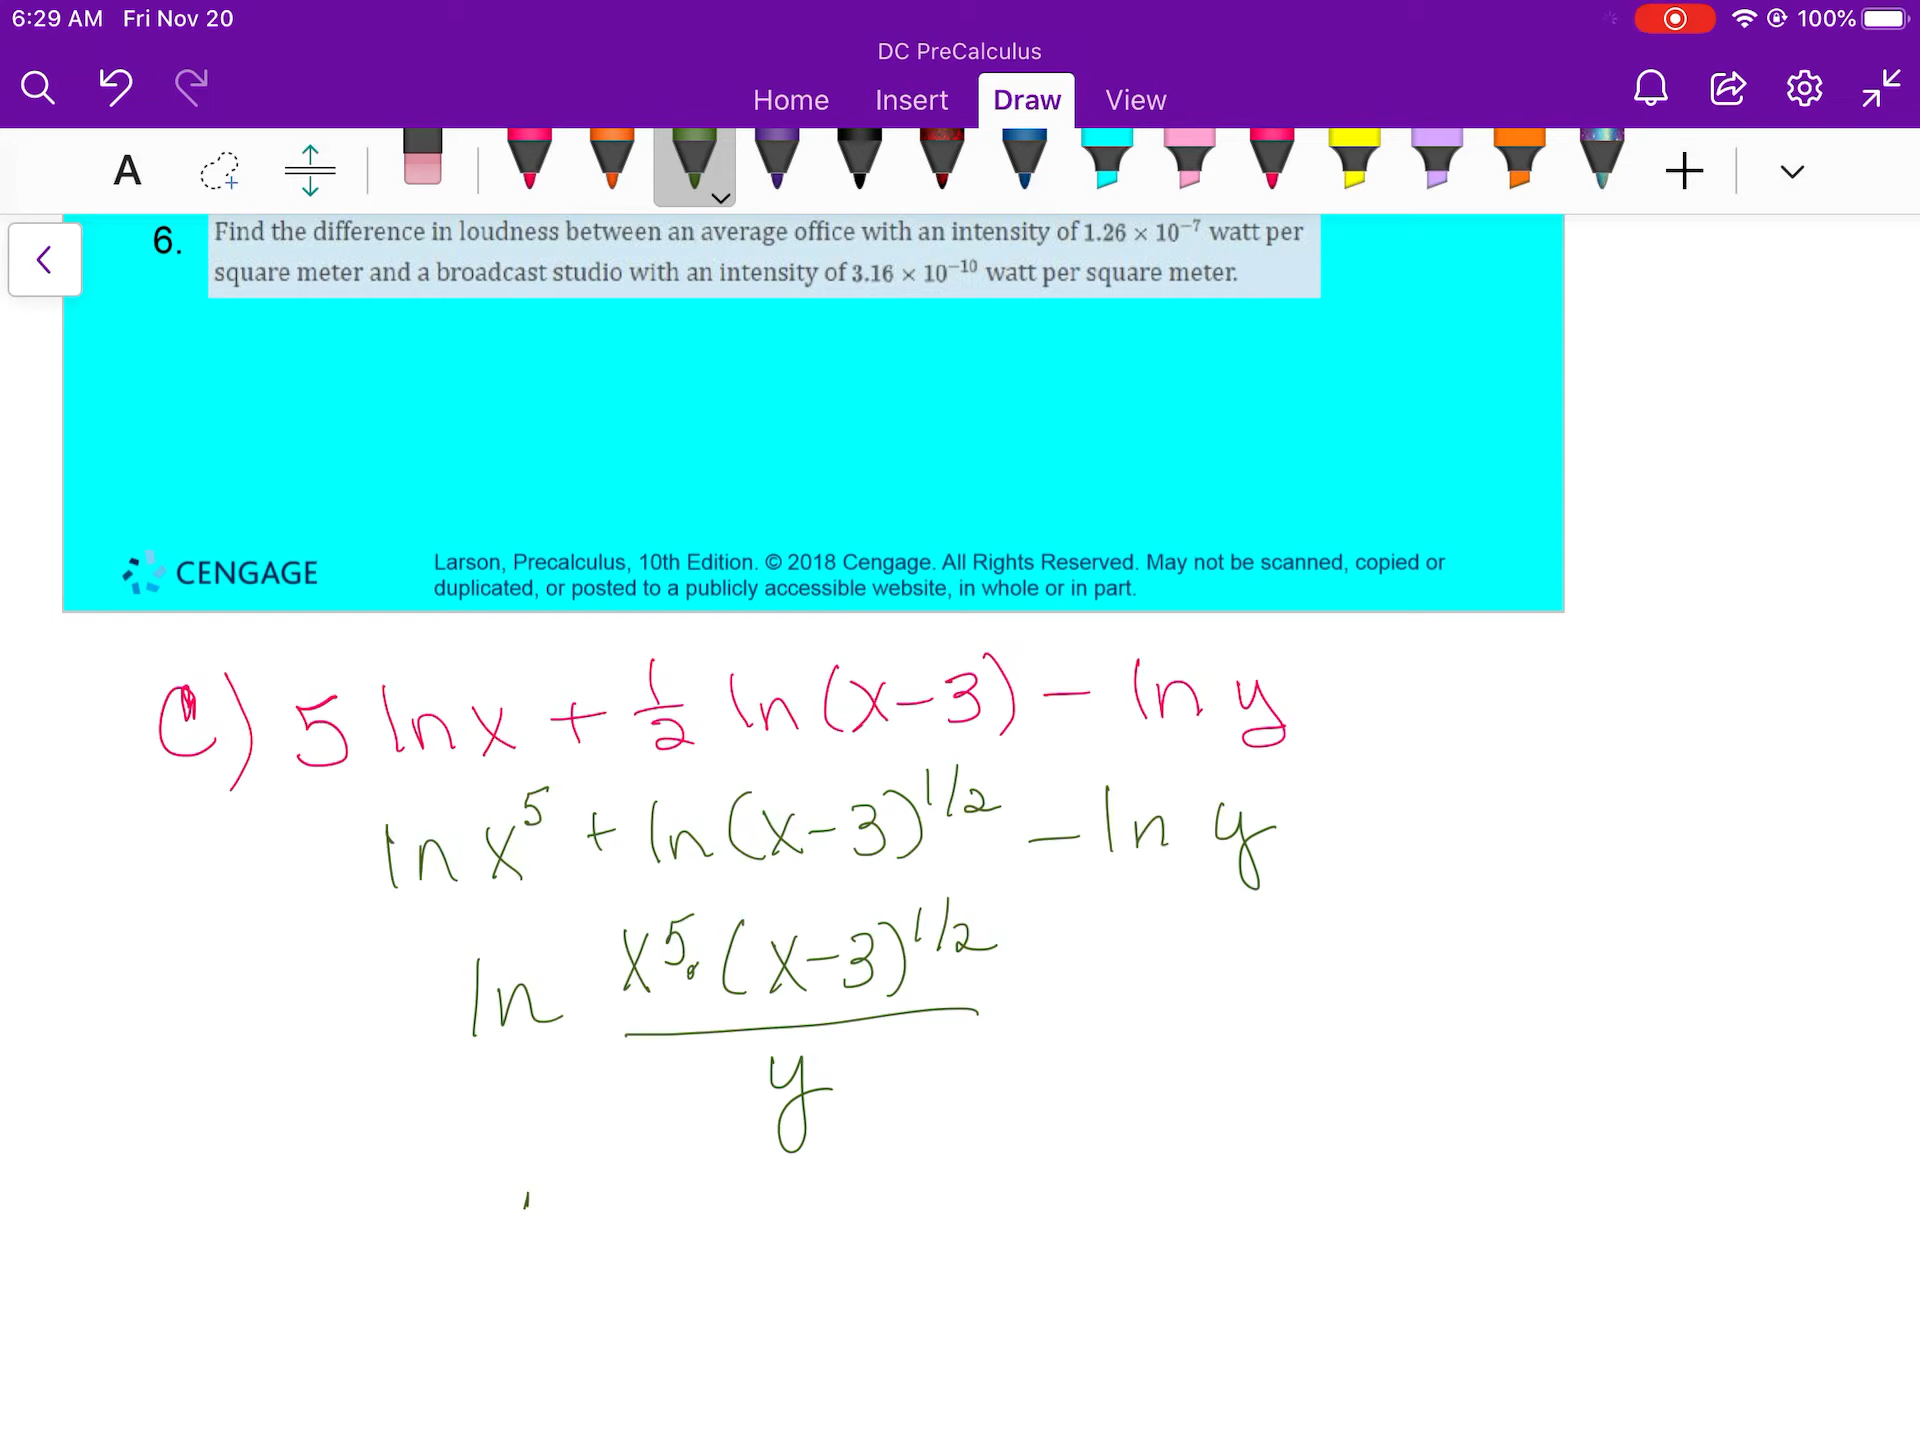 6:29 AM Fri Nov 20
100%
DC PreCalculus
Home Insert Draw View
A
6. Find the difference in loudness between an average office with an intensity of 1.26 × 10⁻⁷ watt per
square meter and a broadcast studio with an intensity of 3.16 × 10⁻¹⁰ watt per square meter.
CENGAGE
Larson, Precalculus, 10th Edition. © 2018 Cengage. All Rights Reserved. May not be scanned, copied or
duplicated, or posted to a publicly accessible website, in whole or in part.
C) 5 ln x + 1/2 ln (x-3) - ln y
ln x⁵ + ln (x-3)^1/2 - ln y
ln x⁵·(x-3)^1/2
y